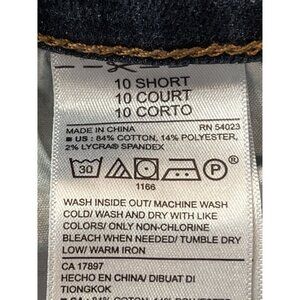 10 SHORT
10 COURT
10 CORTO
MADE IN CHINA RN 54023
■ US : 84% COTTON, 14% POLYESTER,
2% LYCRA® SPANDEX
30 P ®
1166
WASH INSIDE OUT/ MACHINE WASH
COLD/ WASH AND DRY WITH LIKE
COLORS/ ONLY NON-CHLORINE
BLEACH WHEN NEEDED/ TUMBLE DRY
LOW/ WARM IRON
CA 17897
HECHO EN CHINA/ DIBUAT DI
TIONGKOK